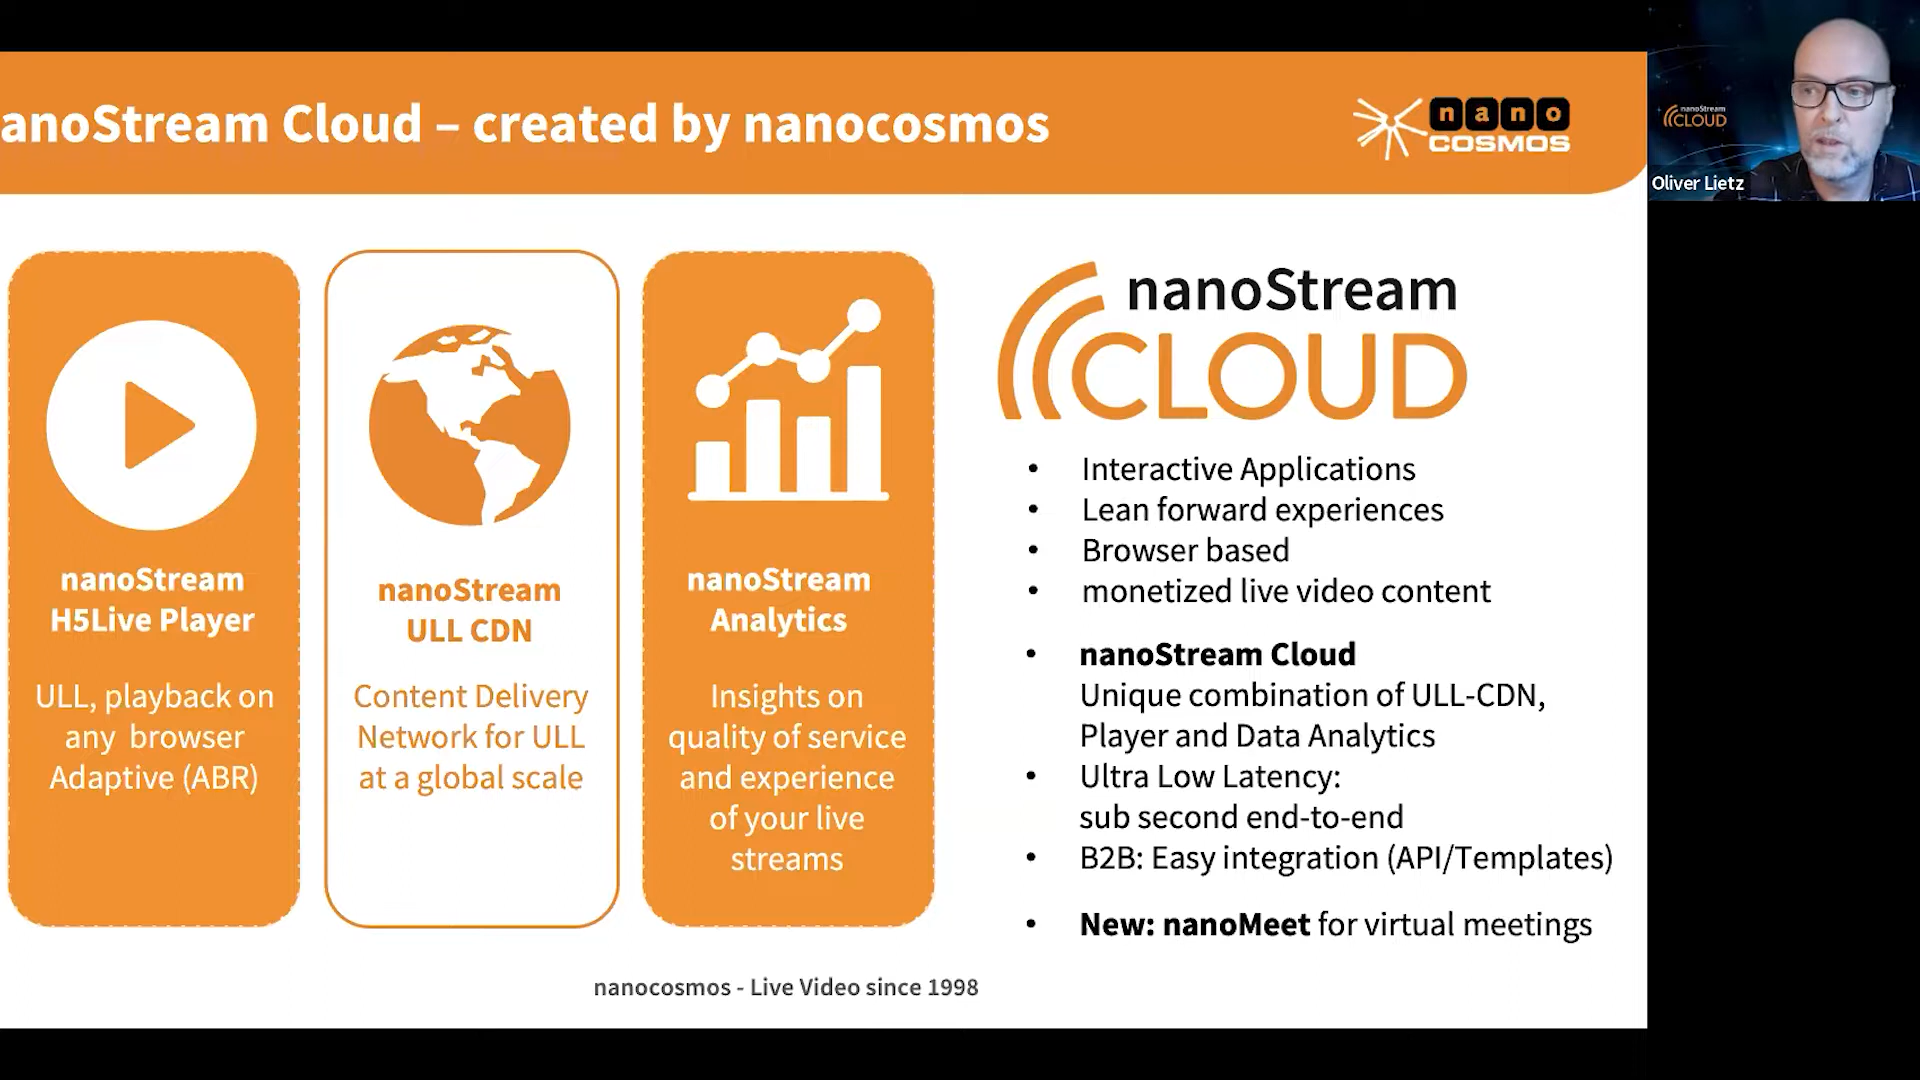 anoStream Cloud – created by nanocosmos
nano
COSMOS
nanoStream
CLOUD
Oliver Lietz
nanoStream
H5Live Player
ULL, playback on
any browser
Adaptive (ABR)
nanoStream
ULL CDN
Content Delivery
Network for ULL
at a global scale
nanoStream
Analytics
Insights on
quality of service
and experience
of your live
streams
nanoStream
CLOUD
• Interactive Applications
• Lean forward experiences
• Browser based
• monetized live video content
• nanoStream Cloud
Unique combination of ULL-CDN,
Player and Data Analytics
• Ultra Low Latency:
sub second end-to-end
• B2B: Easy integration (API/Templates)
• New: nanoMeet for virtual meetings
nanocosmos - Live Video since 1998